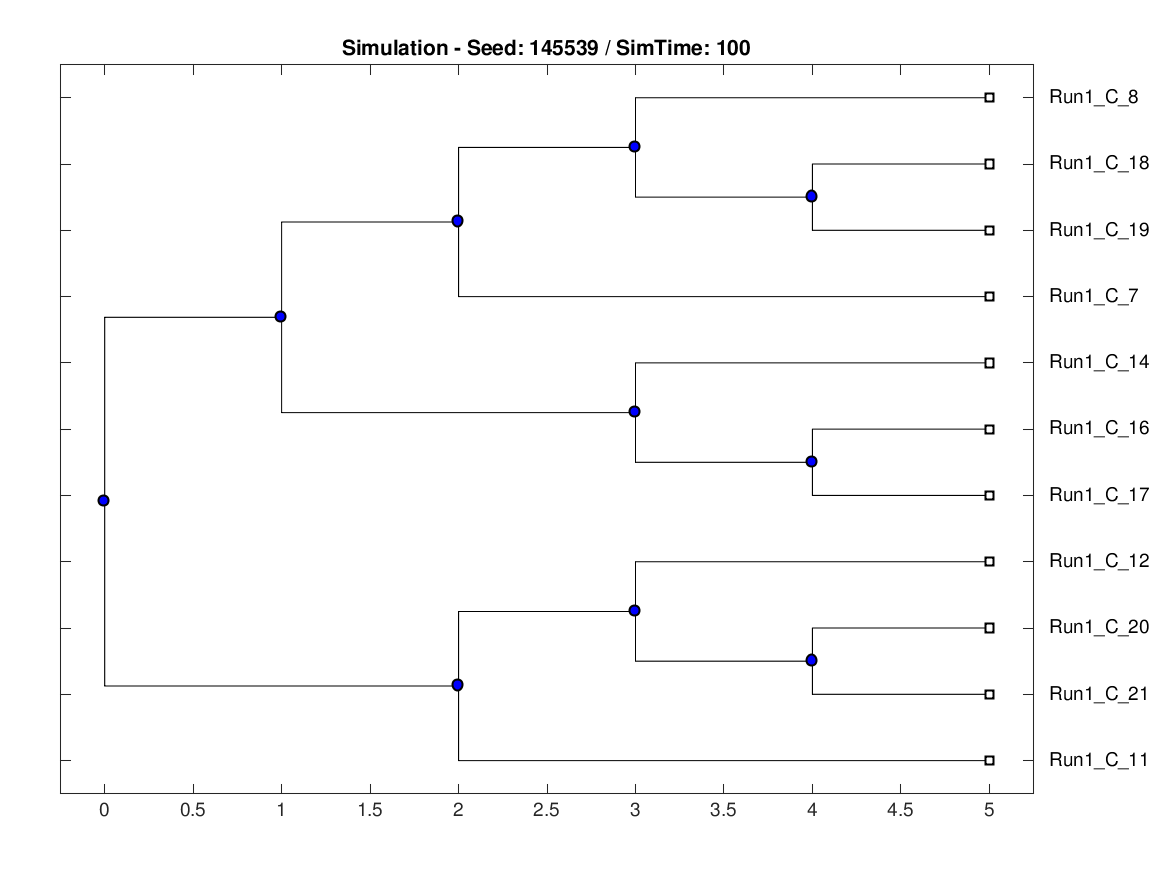 Simulation - Seed: 145539 / SimTime: 100
Run1_C_8
Run1_C_18
Run1_C_19
Run1_C_7
Run1_C_14
Run1_C_16
Run1_C_17
Run1_C_12
Run1_C_20
Run1_C_21
Run1_C_11
0 0.5 1 1.5 2 2.5 3 3.5 4 4.5 5